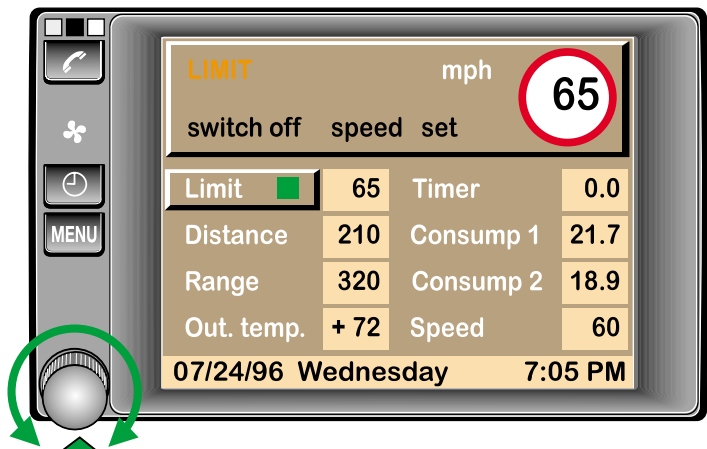 LIMIT mph 65
switch off speed set
Limit 65 Timer 0.0
MENU Distance 210 Consump 1 21.7
Range 320 Consump 2 18.9
Out. temp. + 72 Speed 60
07/24/96 Wednesday 7:05 PM